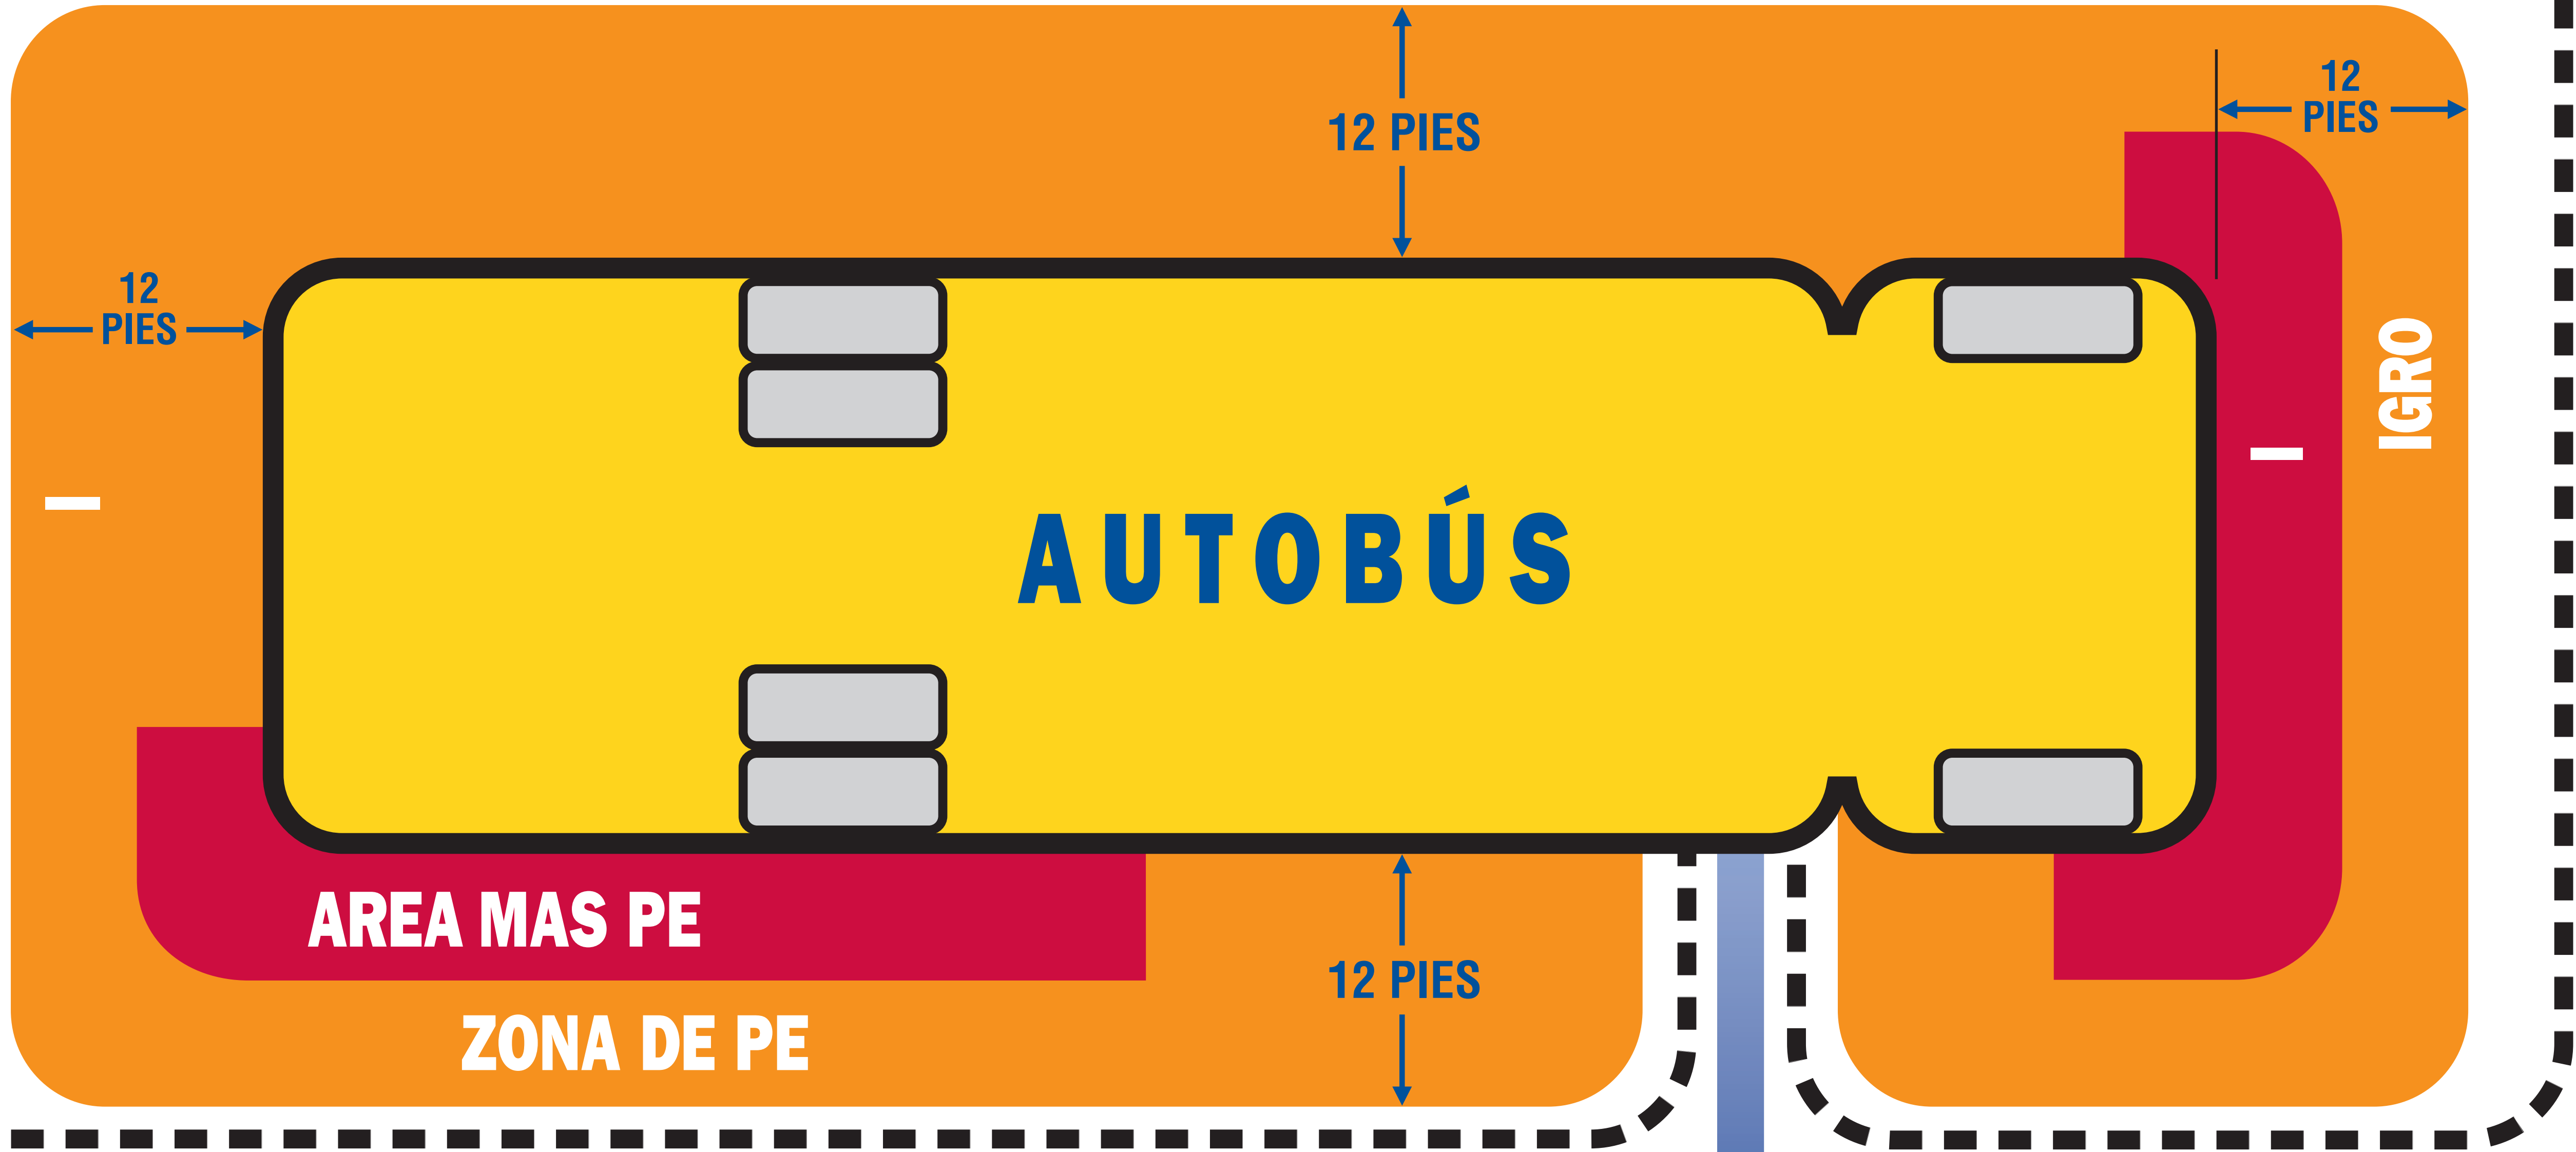 12 PIES
12
PIES
12
PIES
IGRO
I
I
AUTOBÚS
AREA MAS PE
12 PIES
ZONA DE PE